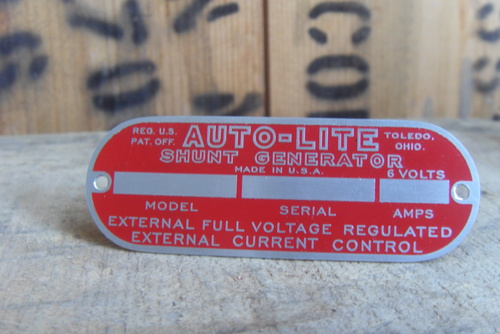 REG. U.S. PAT. OFF.
AUTO-LITE
TOLEDO, OHIO.
SHUNT GENERATOR
MADE IN U.S.A.
6 VOLTS
MODEL SERIAL AMPS
EXTERNAL FULL VOLTAGE REGULATED
EXTERNAL CURRENT CONTROL